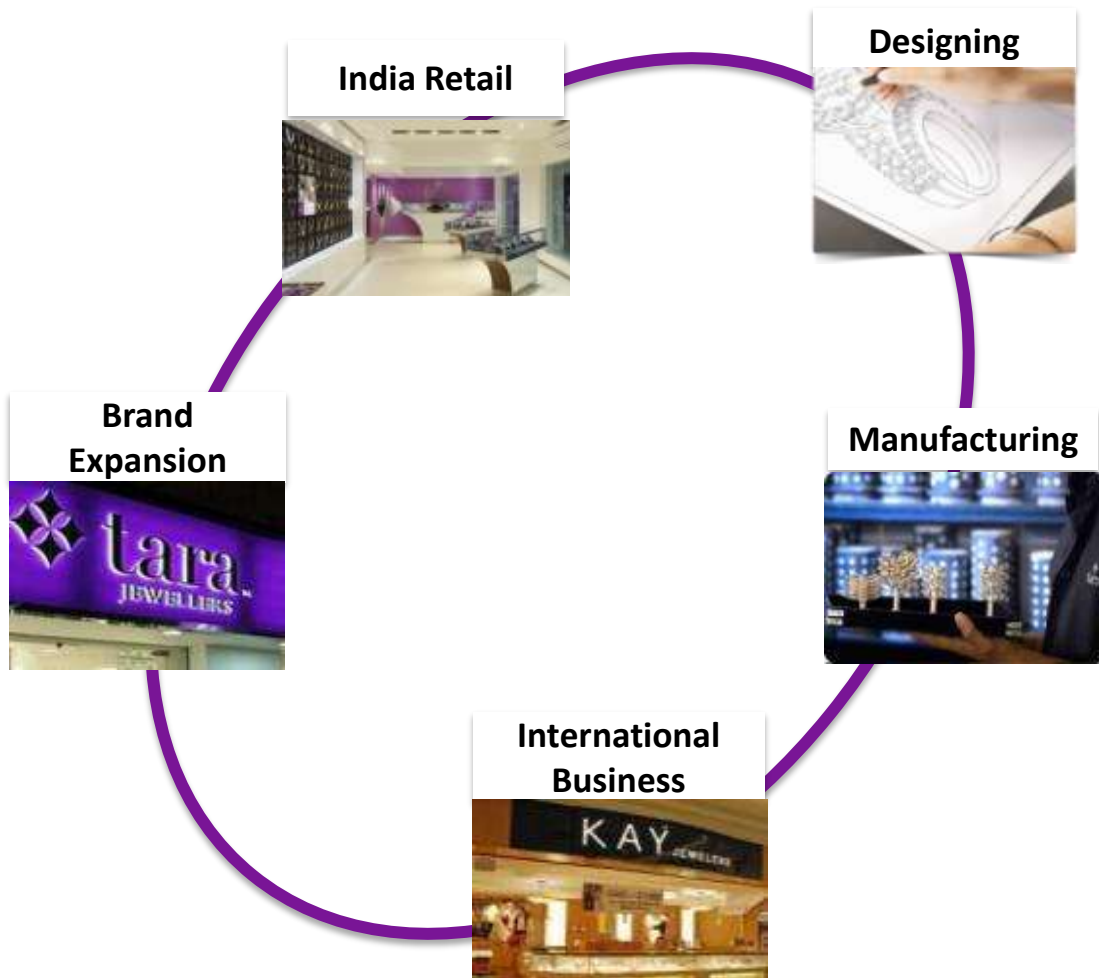 Designing
India Retail
Brand
Expansion
Manufacturing
tara
JEWELLERS
International
Business
KAY
JEWELERS